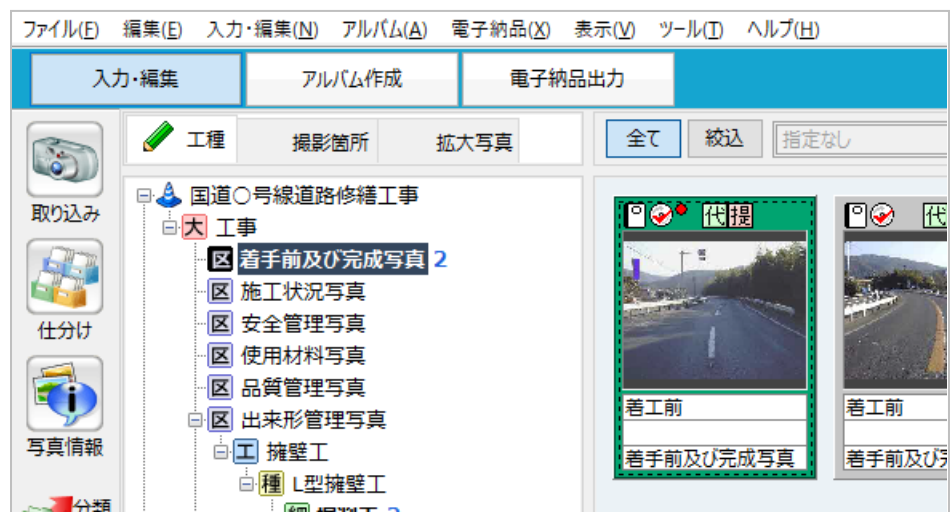 ファイル(F) 編集(E) 入力・編集(N) アルバム(A) 電子納品(X) 表示(V) ツール(T) ヘルプ(H)
入力・編集 アルバム作成 電子納品出力
工種 撮影箇所 拡大写真 全て 絞込 指定なし
取り込み
仕分け
写真情報
分類
国道○号線道路修繕工事
大 工事
区 着手前及び完成写真 2
区 施工状況写真
区 安全管理写真
区 使用材料写真
区 品質管理写真
区 出来形管理写真
工 擁壁工
種 L型擁壁工
代 提
着工前
着手前及び完成写真
代
着工前
着手前及び